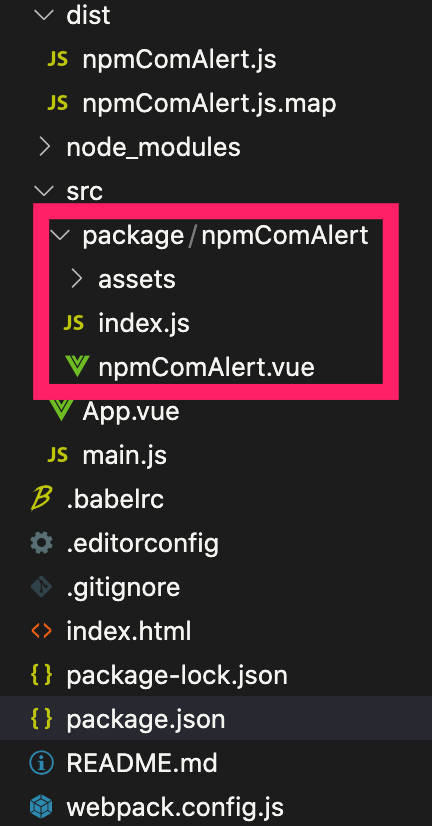 dist
JS npmComAlert.js
JS npmComAlert.js.map
node_modules
src
package / npmComAlert
assets
JS index.js
npmComAlert.vue
App.vue
JS main.js
.babelrc
.editorconfig
.gitignore
<> index.html
{} package-lock.json
{} package.json
README.md
webpack.config.js